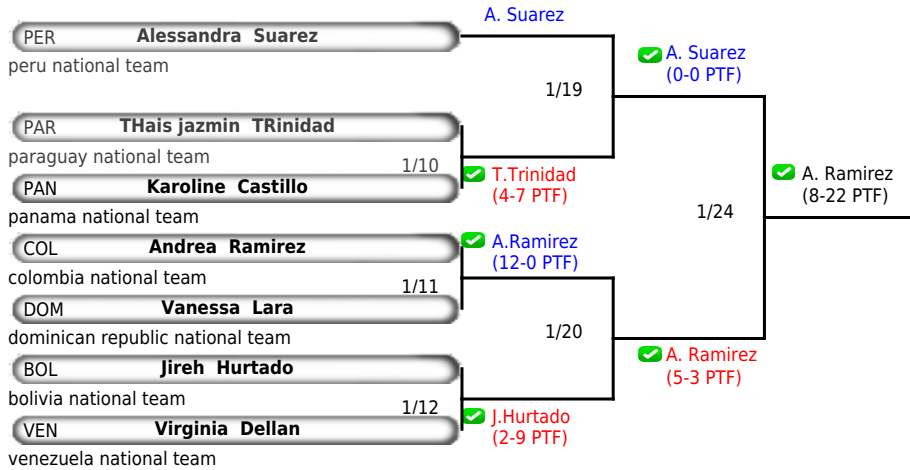 A. Suarez
PER Alessandra Suarez
peru national team
A. Suarez
(0-0 PTF)
1/19
PAR THais jazmin TRinidad
paraguay national team
1/10
T.Trinidad
(4-7 PTF)
PAN Karoline Castillo
panama national team
A. Ramirez
(8-22 PTF)
1/24
COL Andrea Ramirez
colombia national team
A.Ramirez
(12-0 PTF)
1/11
DOM Vanessa Lara
dominican republic national team
1/20
A. Ramirez
(5-3 PTF)
BOL Jireh Hurtado
bolivia national team
1/12
J.Hurtado
(2-9 PTF)
VEN Virginia Dellan
venezuela national team